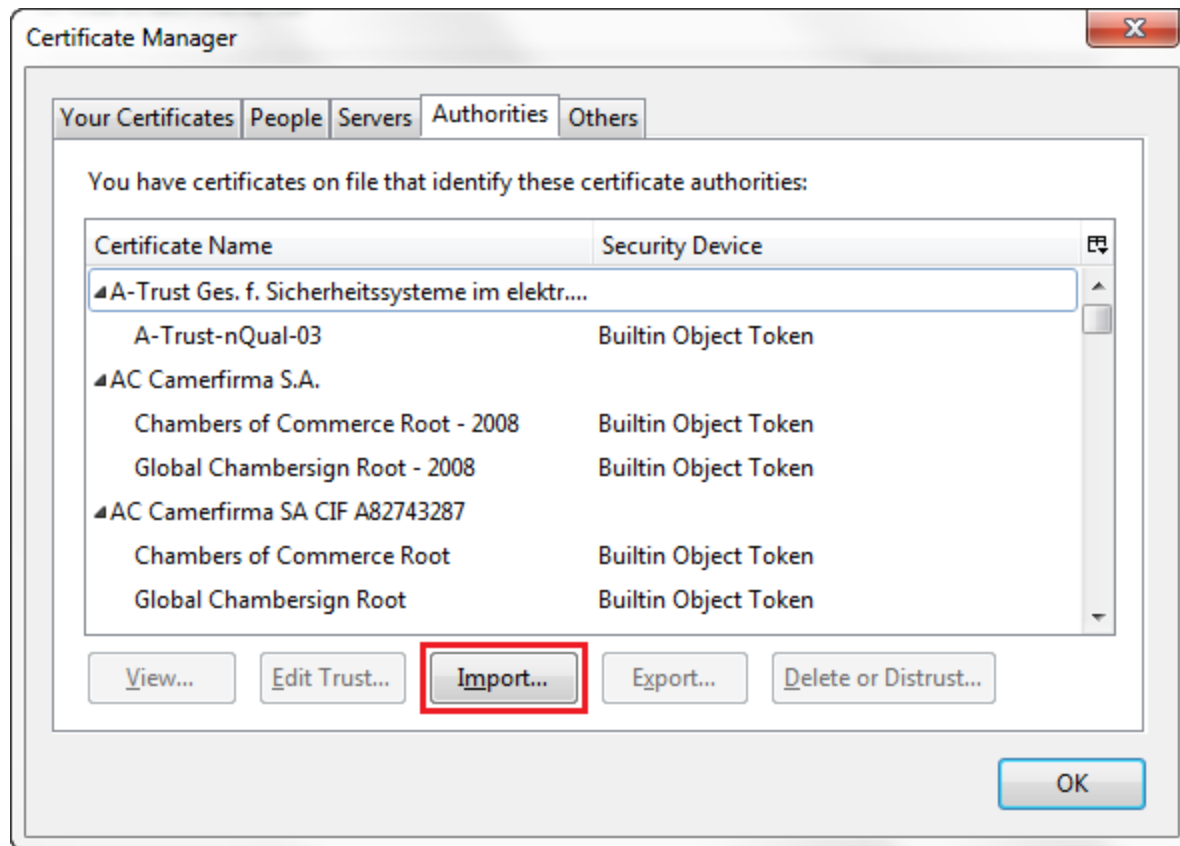 Certificate Manager
Your Certificates People Servers Authorities Others
You have certificates on file that identify these certificate authorities:
Certificate Name Security Device
A-Trust Ges. f. Sicherheitssysteme im elektr....
A-Trust-nQual-03 Builtin Object Token
AC Camerfirma S.A.
Chambers of Commerce Root - 2008 Builtin Object Token
Global Chambersign Root - 2008 Builtin Object Token
AC Camerfirma SA CIF A82743287
Chambers of Commerce Root Builtin Object Token
Global Chambersign Root Builtin Object Token
View... Edit Trust... Import... Export... Delete or Distrust...
OK